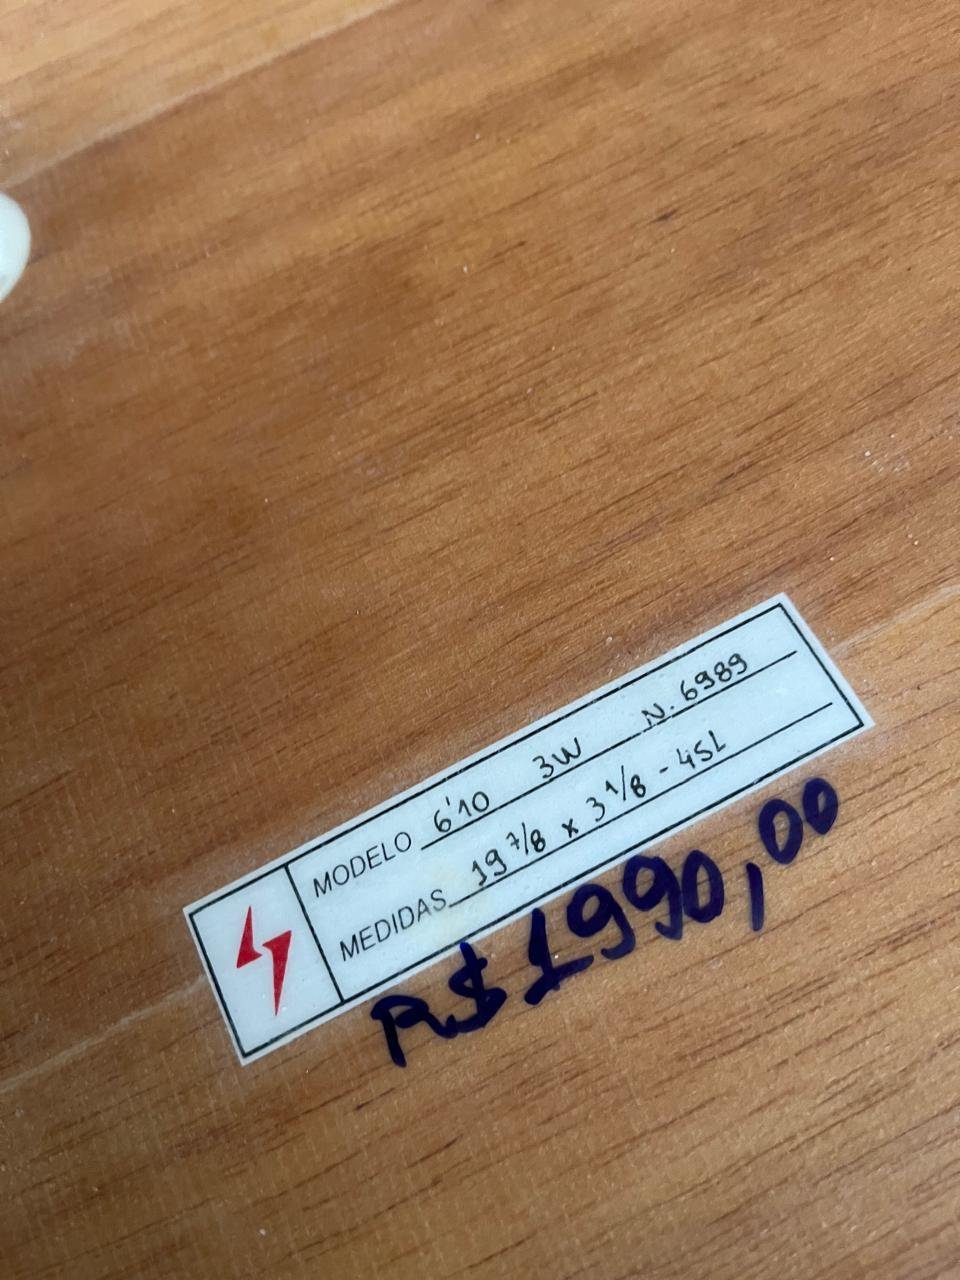 MODELO 6'10 3W N. 6989
MEDIDAS 19 7/8 x 3 1/8 - 45L
R$ 1990,00